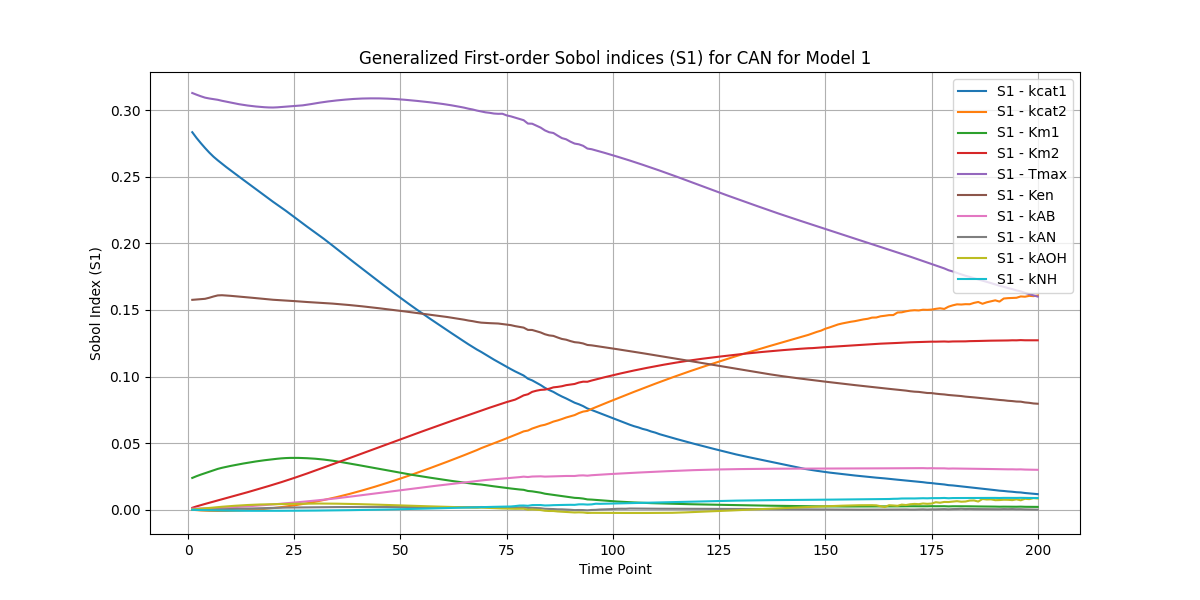 Generalized First-order Sobol indices (S1) for CAN for Model 1
Sobol Index (S1)
0.30
0.25
0.20
0.15
0.10
0.05
0.00
S1 - kcat1
S1 - kcat2
S1 - Km1
S1 - Km2
S1 - Tmax
S1 - Ken
S1 - kAB
S1 - kAN
S1 - kAOH
S1 - kNH
0 25 50 75 100 125 150 175 200
Time Point